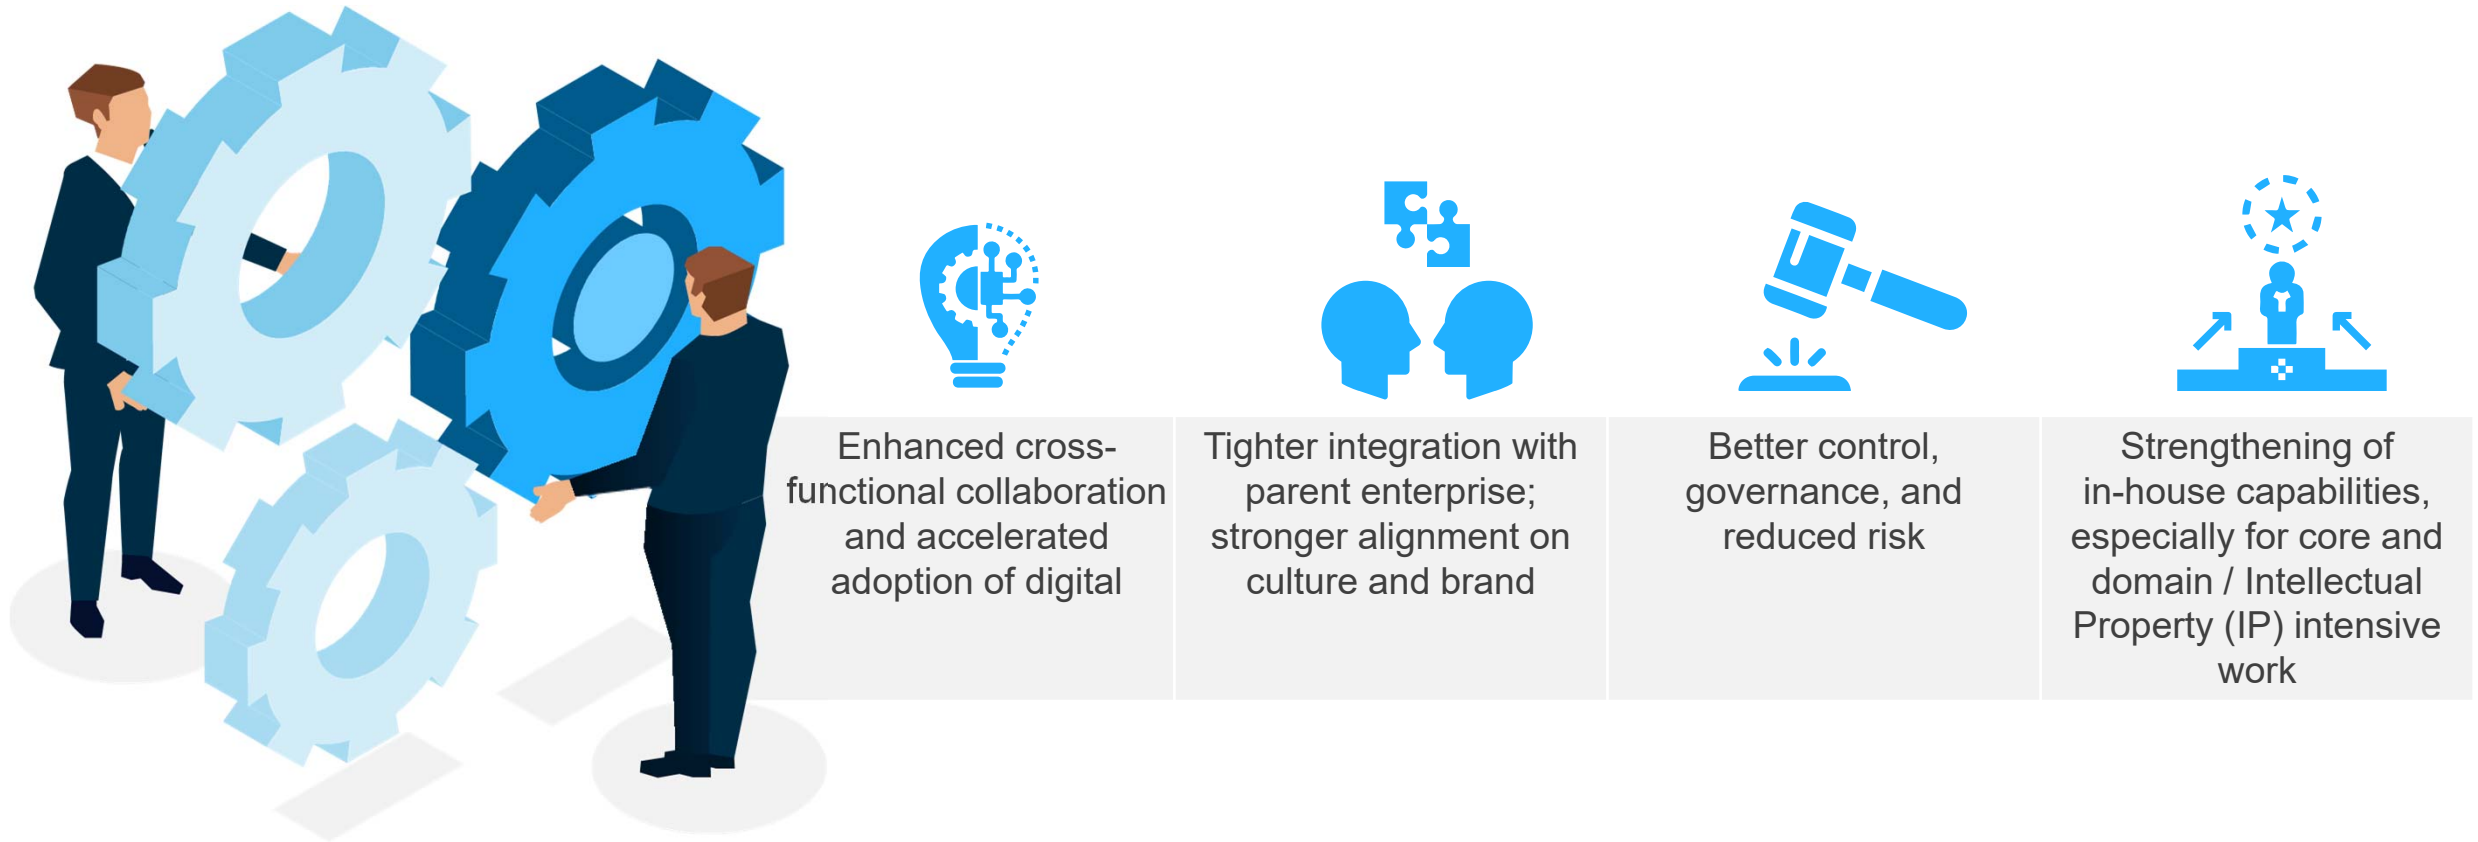 Enhanced cross-
functional collaboration
and accelerated
adoption of digital
Tighter integration with
parent enterprise;
stronger alignment on
culture and brand
Better control,
governance, and
reduced risk
Strengthening of
in-house capabilities,
especially for core and
domain / Intellectual
Property (IP) intensive
work